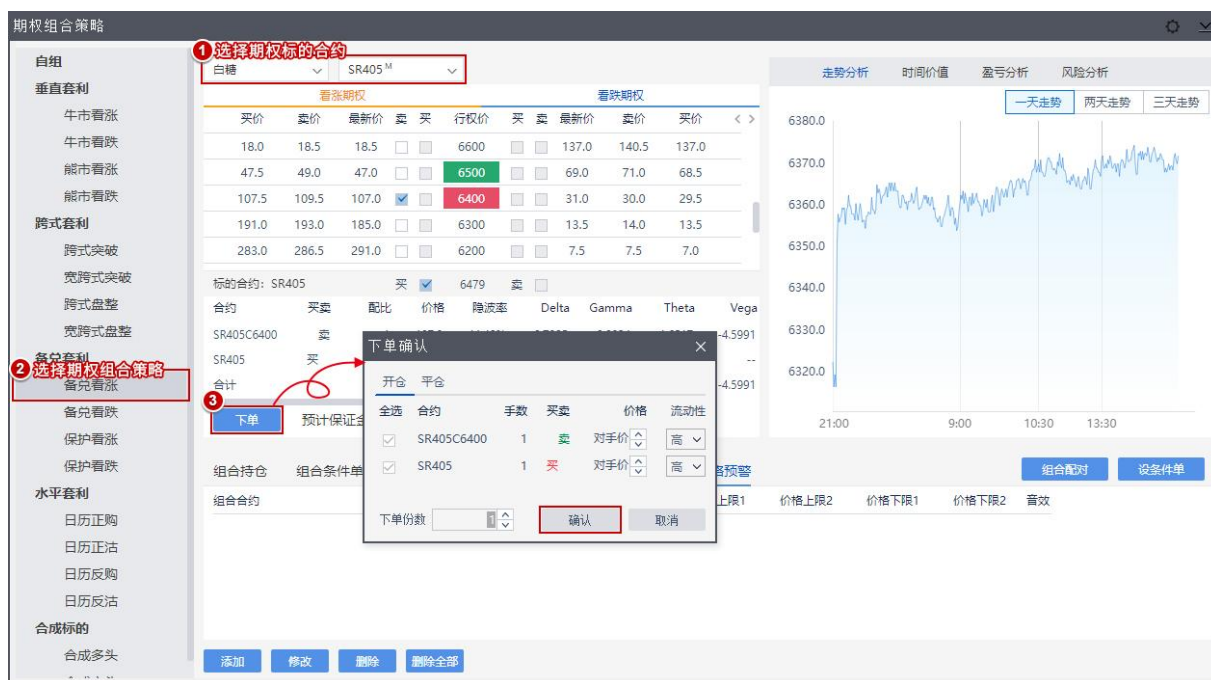 期权组合策略
自组
垂直套利
牛市看涨
牛市看跌
熊市看涨
熊市看跌
跨式套利
跨式突破
宽跨式突破
跨式盘整
宽跨式盘整
备兑套利
2 选择期权组合策略
备兑看涨
备兑看跌
保护看涨
保护看跌
水平套利
日历正购
日历正沽
日历反购
日历反沽
合成标的
合成多头
1 选择期权标的合约
白糖 SR405 M
看涨期权 看跌期权
买价 卖价 最新价 卖 买 行权价 买 卖 最新价 卖价 买价 < >
18.0 18.5 18.5 6600 137.0 140.5 137.0
47.5 49.0 47.0 6500 69.0 71.0 68.5
107.5 109.5 107.0 6400 31.0 30.0 29.5
191.0 193.0 185.0 6300 13.5 14.0 13.5
283.0 286.5 291.0 6200 7.5 7.5 7.0
标的合约: SR405 买 6479 卖
合约 买卖 配比 价格 隐波率 Delta Gamma Theta Vega
SR405C6400 卖 -4.5991
SR405 买 --
合计 -4.5991
3
下单 预计保证金
下单确认 ×
开仓 平仓
全选 合约 手数 买卖 价格 流动性
SR405C6400 1 卖 对手价 高
SR405 1 买 对手价 高
下单份数 1 确认 取消
走势分析 时间价值 盈亏分析 风险分析
一天走势 两天走势 三天走势
6380.0
6370.0
6360.0
6350.0
6340.0
6330.0
6320.0
21:00 9:00 10:30 13:30
组合持仓 组合条件单 格预警 组合配对 设条件单
组合合约 上限1 价格上限2 价格下限1 价格下限2 音效
添加 修改 删除 删除全部